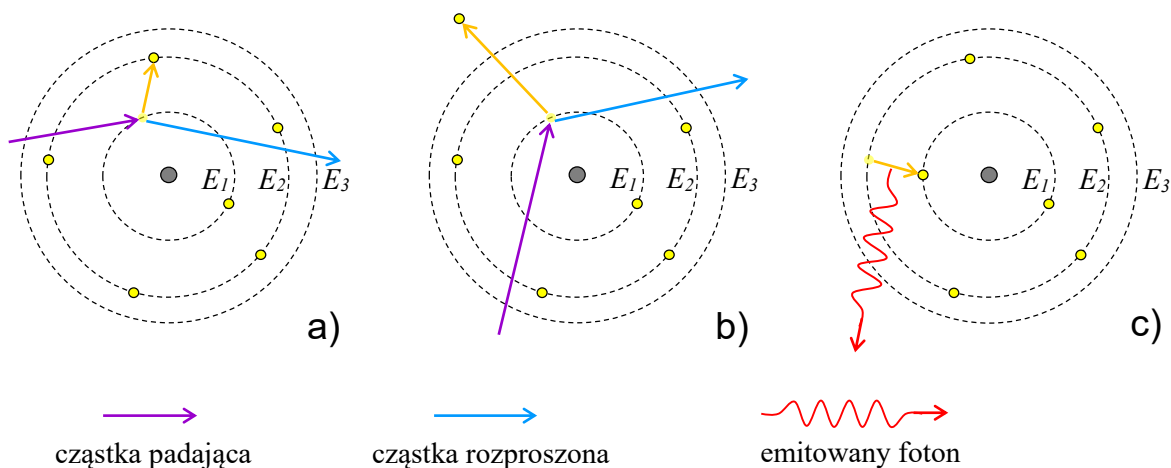 E1 E2 E3
a)
E1 E2 E3
b)
E1 E2 E3
c)
cząstka padająca
cząstka rozproszona
emitowany foton